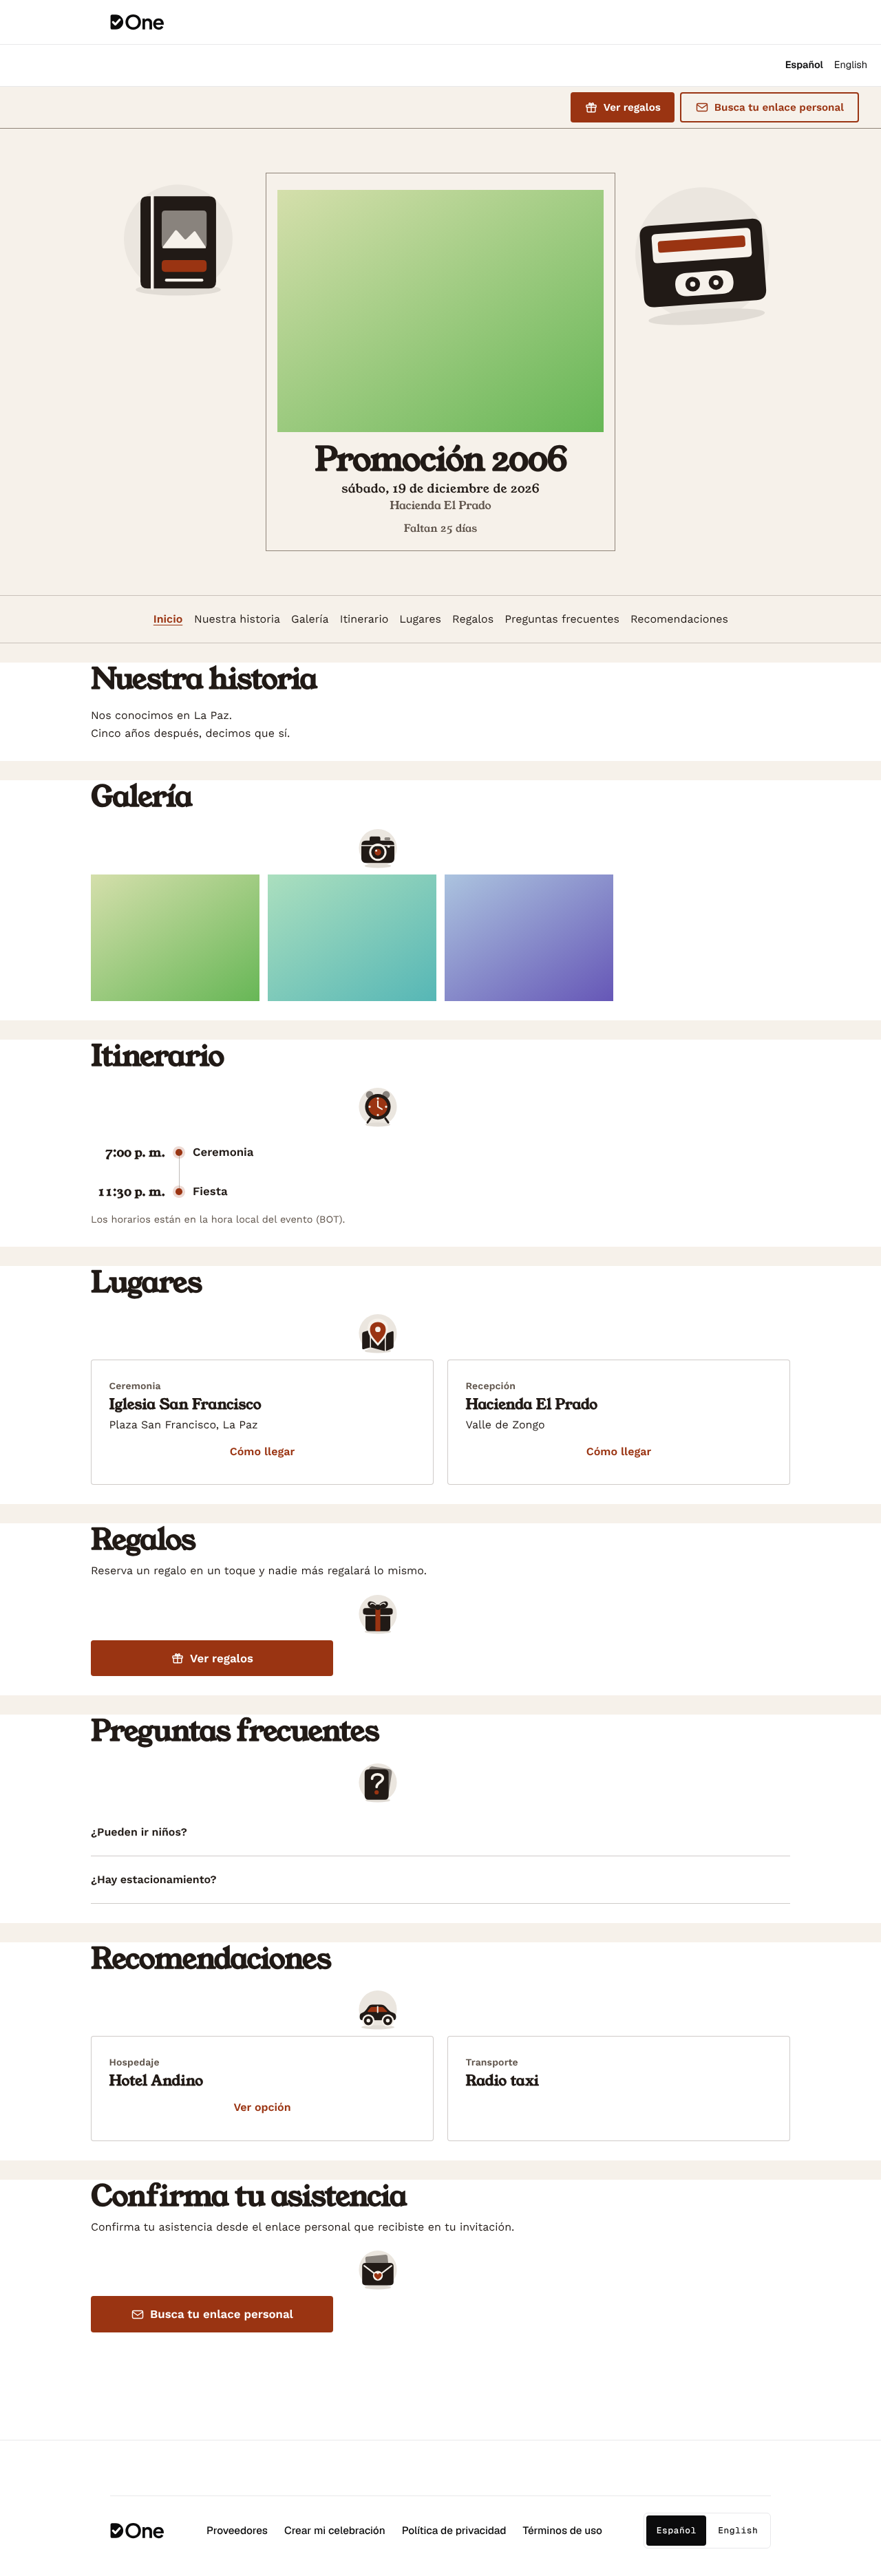 One
Español English
Ver regalos Busca tu enlace personal
Promoción 2006
sábado, 19 de diciembre de 2026
Hacienda El Prado
Faltan 25 días
Inicio Nuestra historia Galería Itinerario Lugares Regalos Preguntas frecuentes Recomendaciones
Nuestra historia
Nos conocimos en La Paz.
Cinco años después, decimos que sí.
Galería
Itinerario
7:00 p. m. Ceremonia
11:30 p. m. Fiesta
Los horarios están en la hora local del evento (BOT).
Lugares
Ceremonia
Iglesia San Francisco
Plaza San Francisco, La Paz
Cómo llegar
Recepción
Hacienda El Prado
Valle de Zongo
Cómo llegar
Regalos
Reserva un regalo en un toque y nadie más regalará lo mismo.
Ver regalos
Preguntas frecuentes
?
¿Pueden ir niños?
¿Hay estacionamiento?
Recomendaciones
Hospedaje
Hotel Andino
Ver opción
Transporte
Radio taxi
Confirma tu asistencia
Confirma tu asistencia desde el enlace personal que recibiste en tu invitación.
Busca tu enlace personal
One Proveedores Crear mi celebración Política de privacidad Términos de uso Español English